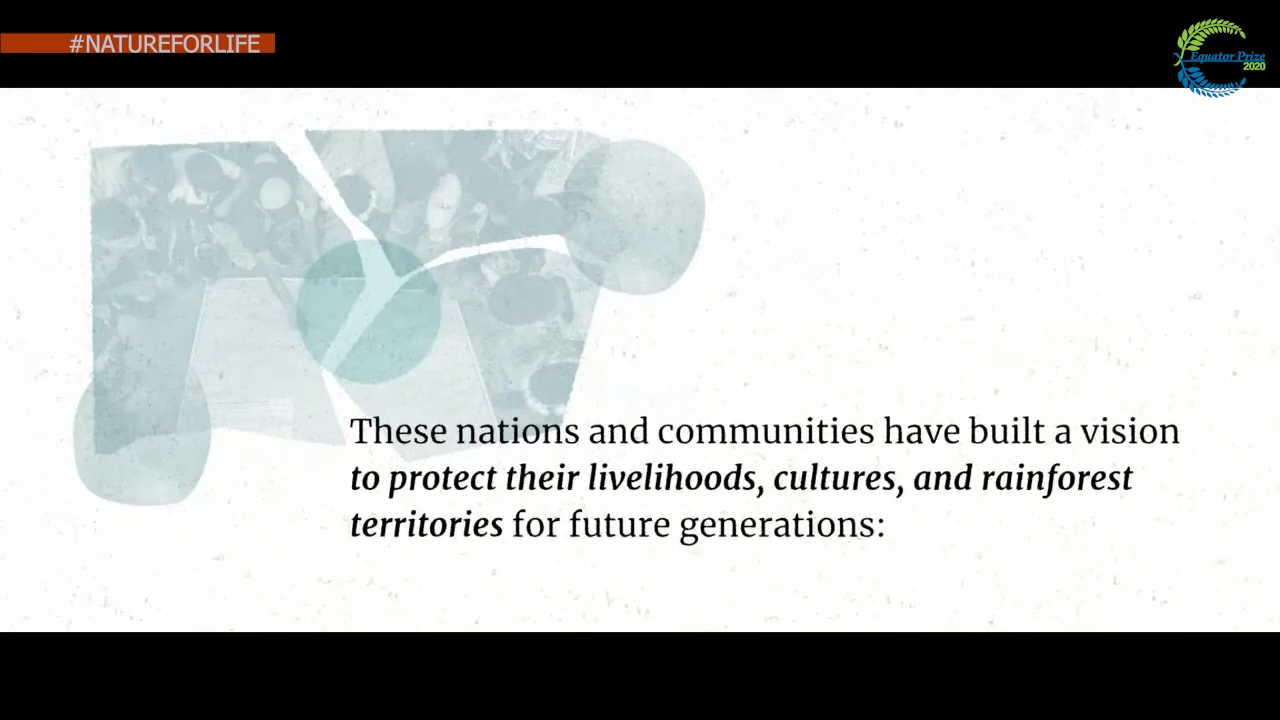 #NATUREFORLIFE
Equator Prize
2020
These nations and communities have built a vision
to protect their livelihoods, cultures, and rainforest
territories for future generations: